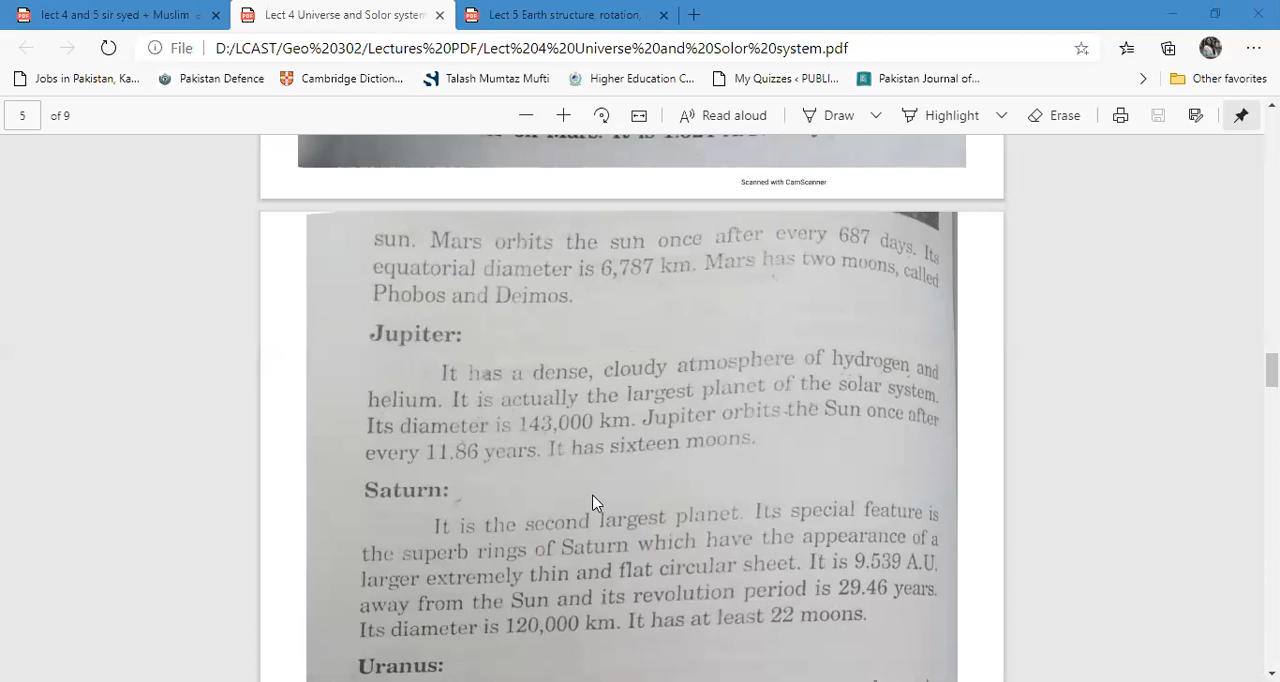 lect 4 and 5 sir syed + Muslim
Lect 4 Universe and Solor system
Lect 5 Earth structure, rotation,
File
D:/LCAST/Geo%20302/Lectures%20PDF/Lect%204%20Universe%20and%20Solor%20system.pdf
Jobs in Pakistan, Ka...
Pakistan Defence
Cambridge Diction...
Talash Mumtaz Mufti
Higher Education C...
My Quizzes ‹ PUBLI...
Pakistan Journal of...
Other favorites
5 of 9
Read aloud
Draw
Highlight
Erase
Scanned with CamScanner
sun. Mars orbits the sun once after every 687 days. Its
equatorial diameter is 6,787 km. Mars has two moons, called
Phobos and Deimos.
Jupiter:
It has a dense, cloudy atmosphere of hydrogen and
helium. It is actually the largest planet of the solar system.
Its diameter is 143,000 km. Jupiter orbits the Sun once after
every 11.86 years. It has sixteen moons.
Saturn:
It is the second largest planet. Its special feature is
the superb rings of Saturn which have the appearance of a
larger extremely thin and flat circular sheet. It is 9.539 A.U.
away from the Sun and its revolution period is 29.46 years.
Its diameter is 120,000 km. It has at least 22 moons.
Uranus: